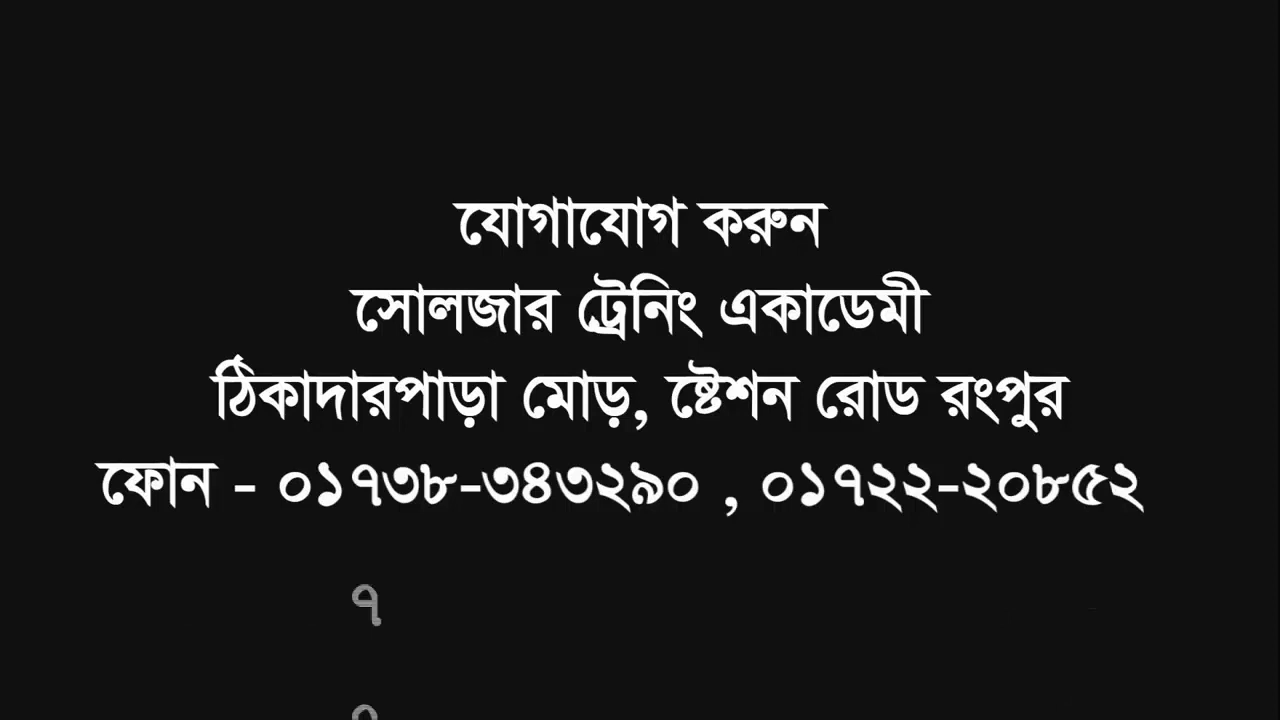 যোগাযোগ করুন
সোলজার ট্রেনিং একাডেমী
ঠিকাদারপাড়া মোড়, ষ্টেশন রোড রংপুর
ফোন - ০১৭৩৮-৩৪৩২৯০ , ০১৭২২-২০৮৫২
৭